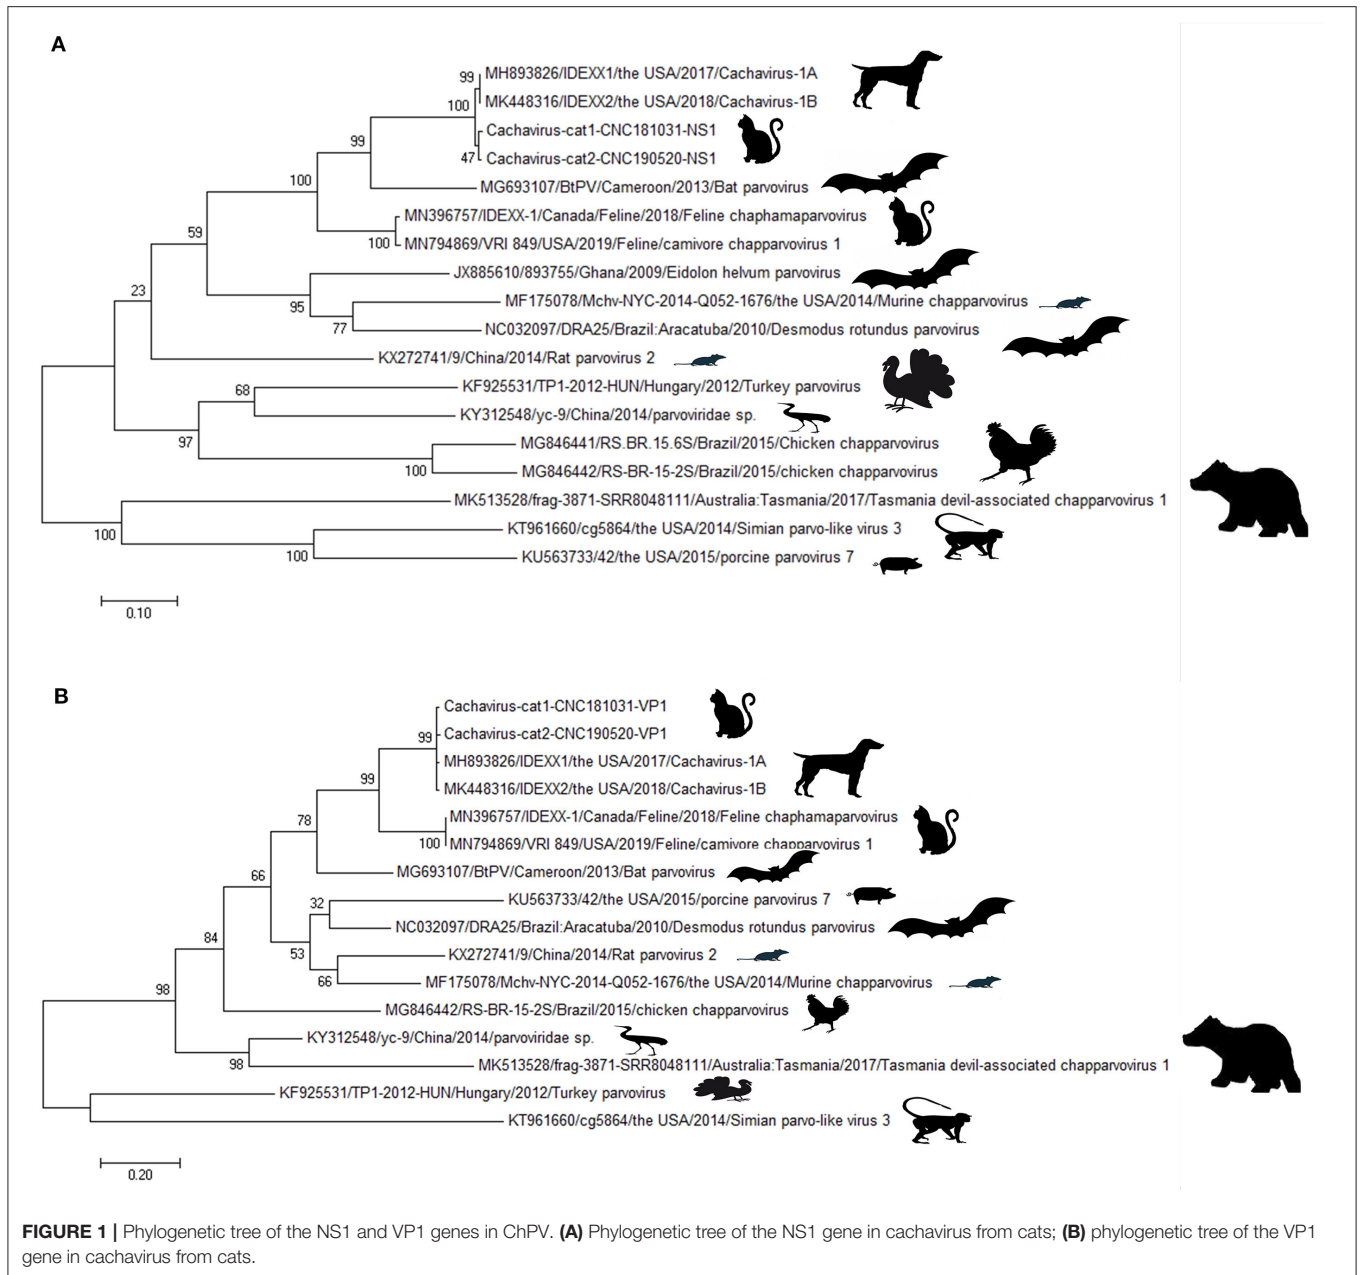 A
99
MH893826/IDEXX1/the USA/2017/Cachavirus-1A
100
MK448316/IDEXX2/the USA/2018/Cachavirus-1B
Cachavirus-cat1-CNC181031-NS1
99
47
Cachavirus-cat2-CNC190520-NS1
100
MG693107/BtPV/Cameroon/2013/Bat parvovirus
MN396757/IDEXX-1/Canada/Feline/2018/Feline chaphamaparvovirus
59
100
MN794869/VRI 849/USA/2019/Feline/carnivore chapparvovirus 1
JX885610/893755/Ghana/2009/Eidolon helvum parvovirus
23
95
MF175078/Mchv-NYC-2014-Q052-1676/the USA/2014/Murine chapparvovirus
77
NC032097/DRA25/Brazil:Aracatuba/2010/Desmodus rotundus parvovirus
KX272741/9/China/2014/Rat parvovirus 2
68
KF925531/TP1-2012-HUN/Hungary/2012/Turkey parvovirus
KY312548/yc-9/China/2014/parvoviridae sp.
97
MG846441/RS.BR.15.6S/Brazil/2015/Chicken chapparvovirus
100
MG846442/RS-BR-15-2S/Brazil/2015/chicken chapparvovirus
MK513528/frag-3871-SRR8048111/Australia:Tasmania/2017/Tasmania devil-associated chapparvovirus 1
100
KT961660/cg5864/the USA/2014/Simian parvo-like virus 3
100
KU563733/42/the USA/2015/porcine parvovirus 7
0.10
B
Cachavirus-cat1-CNC181031-VP1
99
Cachavirus-cat2-CNC190520-VP1
MH893826/IDEXX1/the USA/2017/Cachavirus-1A
99
MK448316/IDEXX2/the USA/2018/Cachavirus-1B
78
MN396757/IDEXX-1/Canada/Feline/2018/Feline chaphamaparvovirus
100
MN794869/VRI 849/USA/2019/Feline/carnivore chapparvovirus 1
66
MG693107/BtPV/Cameroon/2013/Bat parvovirus
32
KU563733/42/the USA/2015/porcine parvovirus 7
84
NC032097/DRA25/Brazil:Aracatuba/2010/Desmodus rotundus parvovirus
53
KX272741/9/China/2014/Rat parvovirus 2
98
66
MF175078/Mchv-NYC-2014-Q052-1676/the USA/2014/Murine chapparvovirus
MG846442/RS-BR-15-2S/Brazil/2015/chicken chapparvovirus
KY312548/yc-9/China/2014/parvoviridae sp.
98
MK513528/frag-3871-SRR8048111/Australia:Tasmania/2017/Tasmania devil-associated chapparvovirus 1
KF925531/TP1-2012-HUN/Hungary/2012/Turkey parvovirus
KT961660/cg5864/the USA/2014/Simian parvo-like virus 3
0.20
FIGURE 1 | Phylogenetic tree of the NS1 and VP1 genes in ChPV. (A) Phylogenetic tree of the NS1 gene in cachavirus from cats; (B) phylogenetic tree of the VP1
gene in cachavirus from cats.